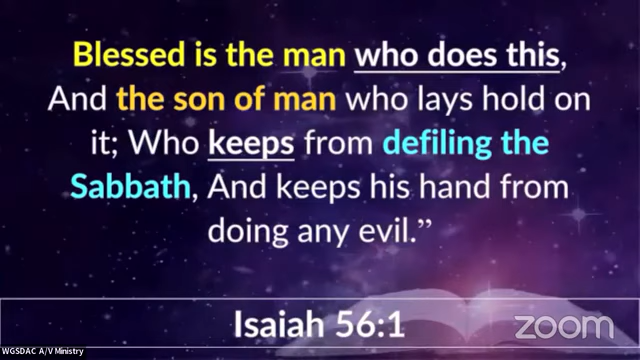 Blessed is the man who does this,
And the son of man who lays hold on
it; Who keeps from defiling the
Sabbath, And keeps his hand from
doing any evil.”
Isaiah 56:1
zoom
WGSDAC A/V Ministry